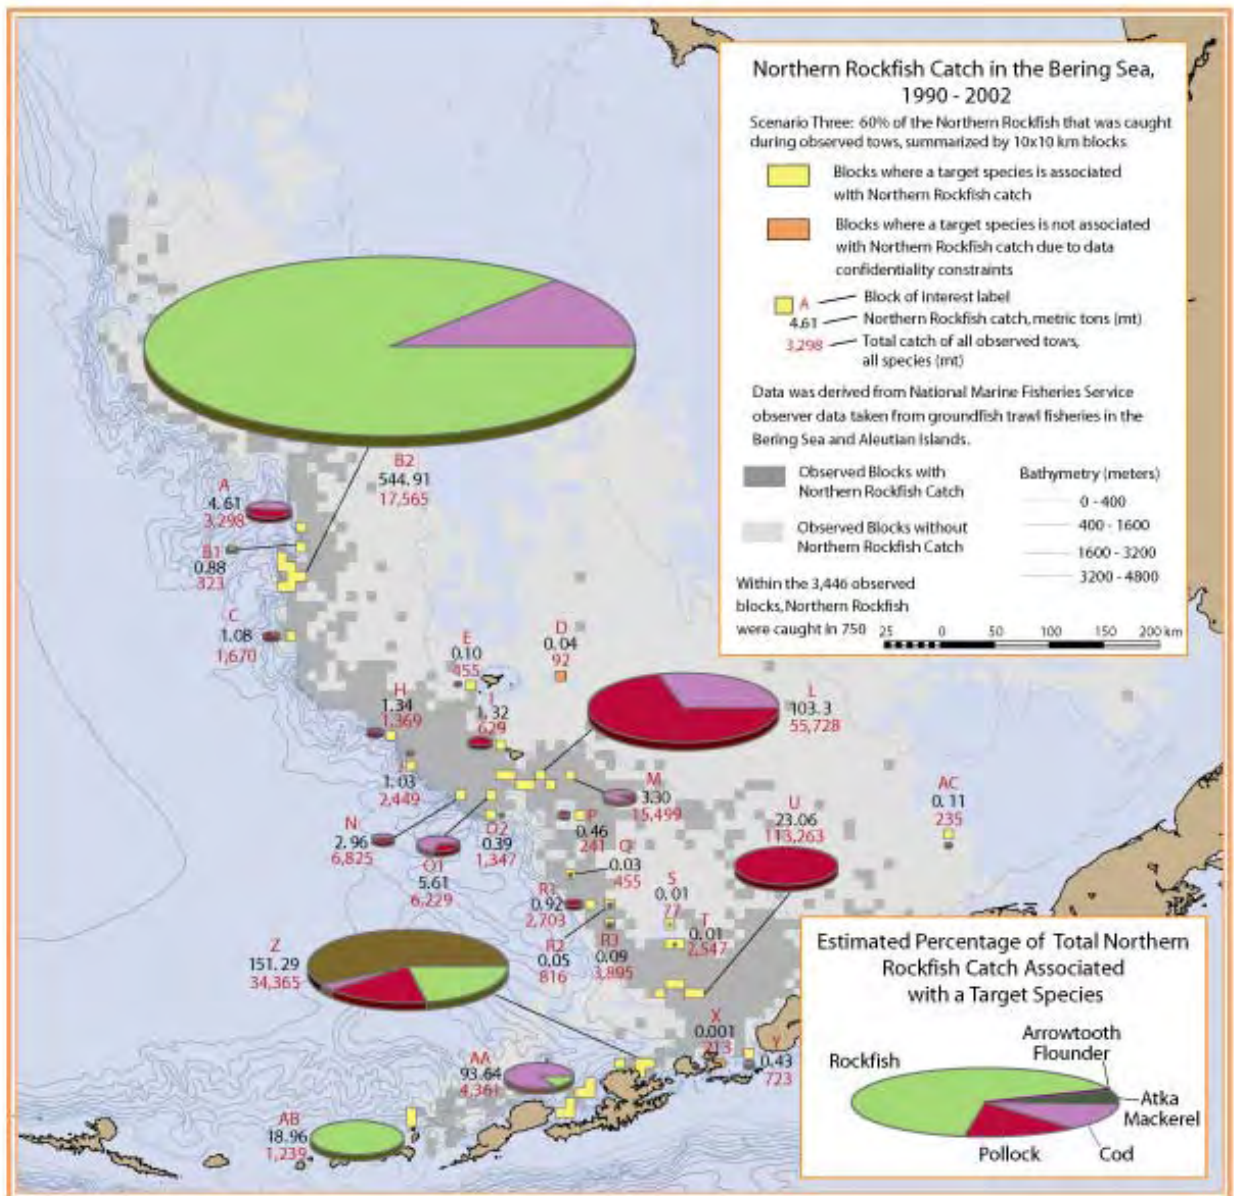 Northern Rockfish Catch in the Bering Sea,
1990 - 2002
Scenario Three: 60% of the Northern Rockfish that was caught
during observed tows, summarized by 10x10 km blocks
Blocks where a target species is associated
with Northern Rockfish catch
Blocks where a target species is not associated
with Northern Rockfish catch due to data
confidentiality constraints
A
Block of interest label
4.61
Northern Rockfish catch, metric tons (mt)
3,298
Total catch of all observed tows,
all species (mt)
Data was derived from National Marine Fisheries Service
observer data taken from groundfish trawl fisheries in the
Bering Sea and Aleutian Islands.
Observed Blocks with
Northern Rockfish Catch
Observed Blocks without
Northern Rockfish Catch
Bathymetry (meters)
0 - 400
400 - 1600
1600 - 3200
3200 - 4800
Within the 3,446 observed
blocks, Northern Rockfish
were caught in 750
25 0 50 100 150 200 km
B2
544.91
17,565
A
4.61
3,298
B1
0.88
323
C
1.08
1,670
E
0.10
455
D
0.04
92
H
1.34
1,369
I
1.32
629
L
103.3
55,728
J
1.03
2,449
M
3.30
15,499
N
2.96
6,825
O2
0.39
1,347
O1
5.61
6,229
P
0.46
241
Q
0.03
455
U
23.06
113,263
AC
0.11
235
R1
0.92
2,703
S
0.01
77
T
0.01
2,547
R2
0.05
816
R3
0.09
3,895
Z
151.29
34,365
X
0.001
213
Y
0.43
723
AA
93.64
4,361
AB
18.96
1,239
Estimated Percentage of Total Northern
Rockfish Catch Associated
with a Target Species
Arrowtooth
Flounder
Rockfish
Atka
Mackerel
Pollock
Cod